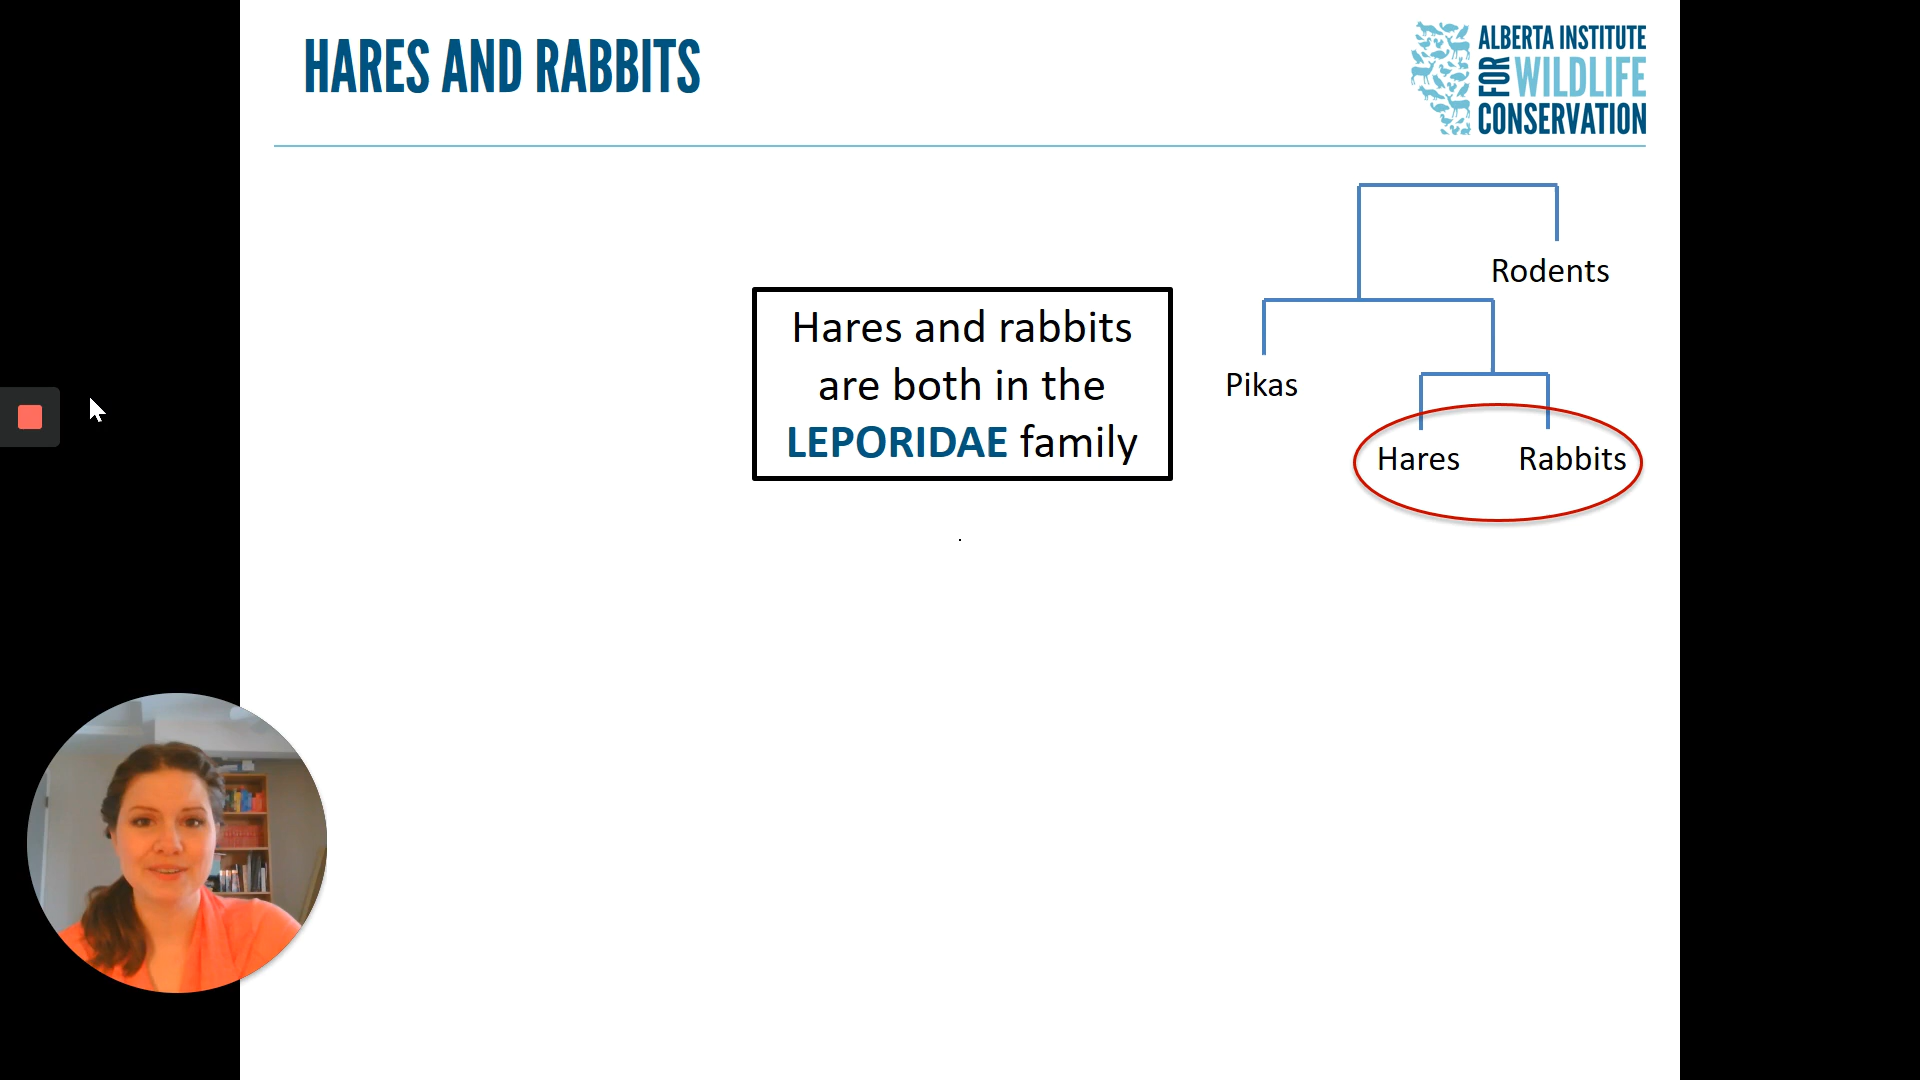 HARES AND RABBITS
ALBERTA INSTITUTE
FOR WILDLIFE
CONSERVATION
Rodents
Hares and rabbits
are both in the
LEPORIDAE family
Pikas
Hares
Rabbits